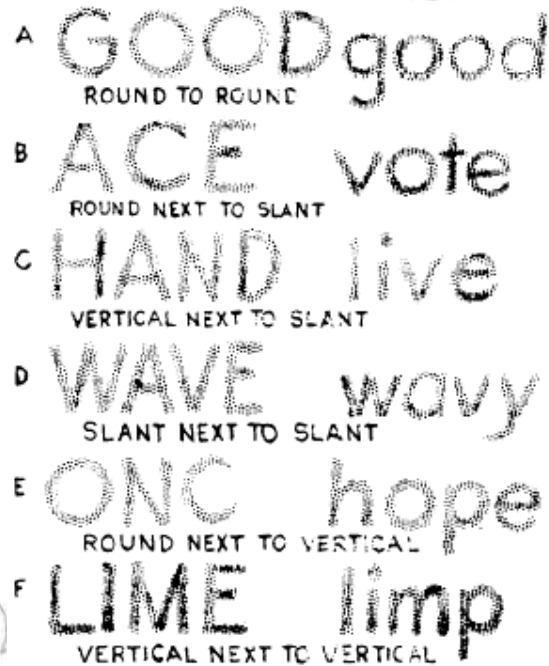 A GOOD good
ROUND TO ROUND
B ACE vote
ROUND NEXT TO SLANT
C HAND live
VERTICAL NEXT TO SLANT
D WAVE wavy
SLANT NEXT TO SLANT
E ONC hope
ROUND NEXT TO VERTICAL
F LIME limp
VERTICAL NEXT TO VERTICAL